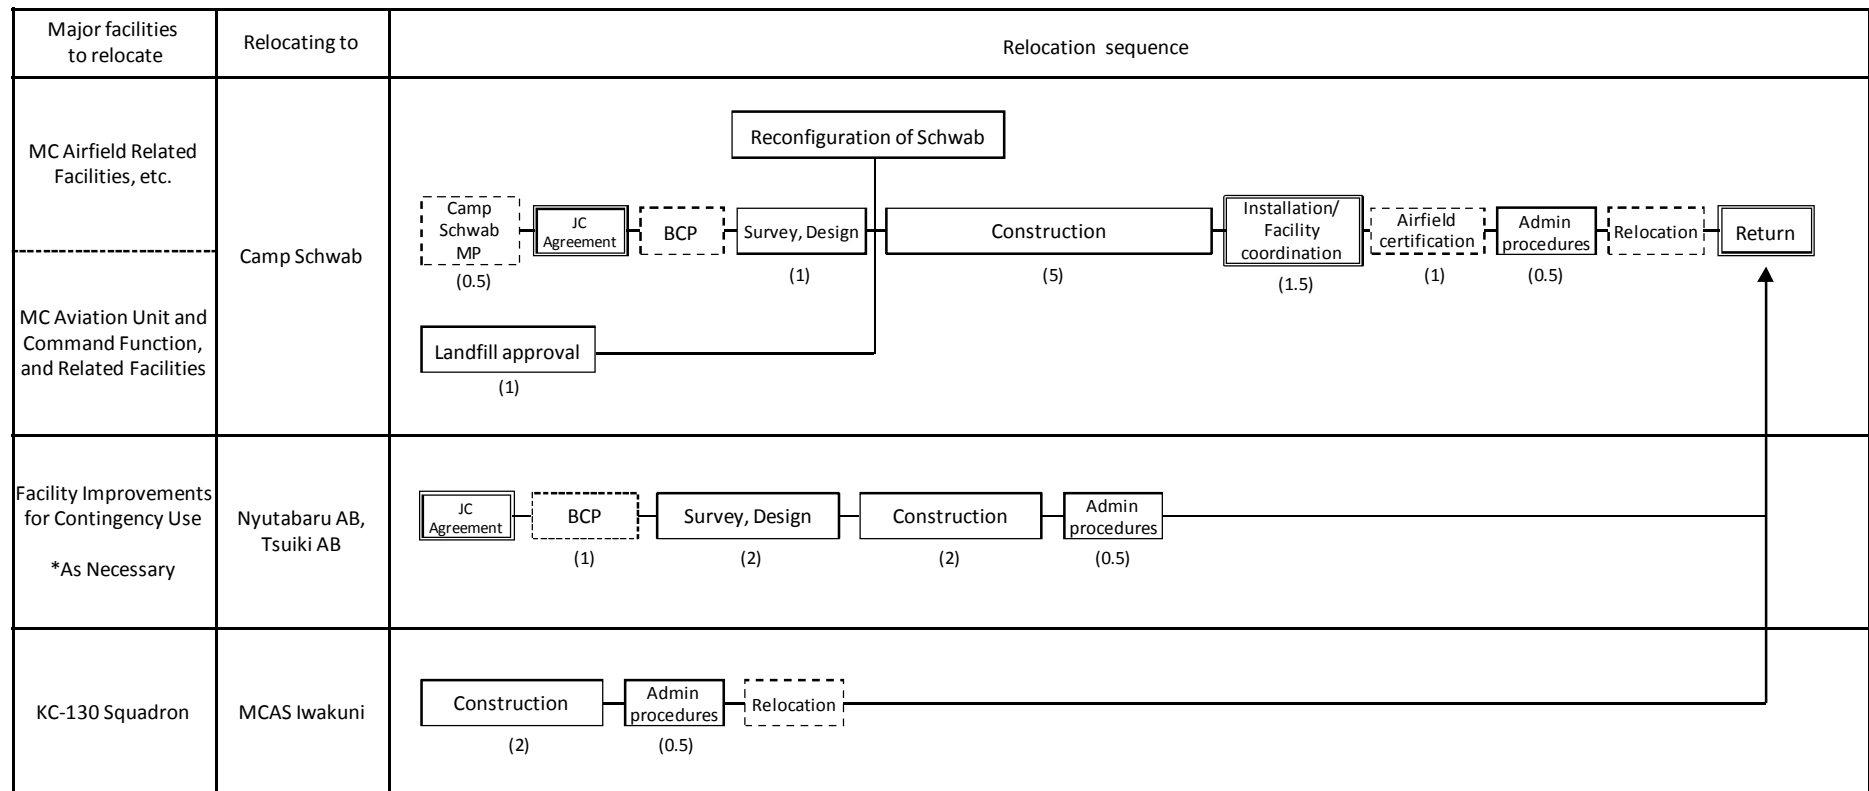 Major facilities
to relocate
Relocating to
Relocation sequence
MC Airfield Related
Facilities, etc.
MC Aviation Unit and
Command Function,
and Related Facilities
Camp Schwab
Reconfiguration of Schwab
Camp
Schwab
MP
(0.5)
JC
Agreement
BCP
Survey, Design
(1)
Construction
(5)
Installation/
Facility
coordination
(1.5)
Airfield
certification
(1)
Admin
procedures
(0.5)
Relocation
Return
Landfill approval
(1)
Facility Improvements
for Contingency Use
*As Necessary
Nyutabaru AB,
Tsuiki AB
JC
Agreement
BCP
(1)
Survey, Design
(2)
Construction
(2)
Admin
procedures
(0.5)
KC-130 Squadron
MCAS Iwakuni
Construction
(2)
Admin
procedures
(0.5)
Relocation